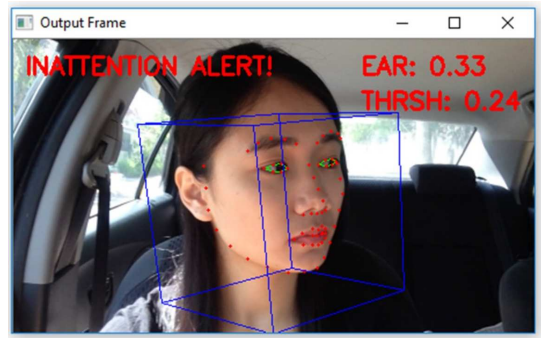 Output Frame
INATTENTION ALERT!
EAR: 0.33
THRSH: 0.24